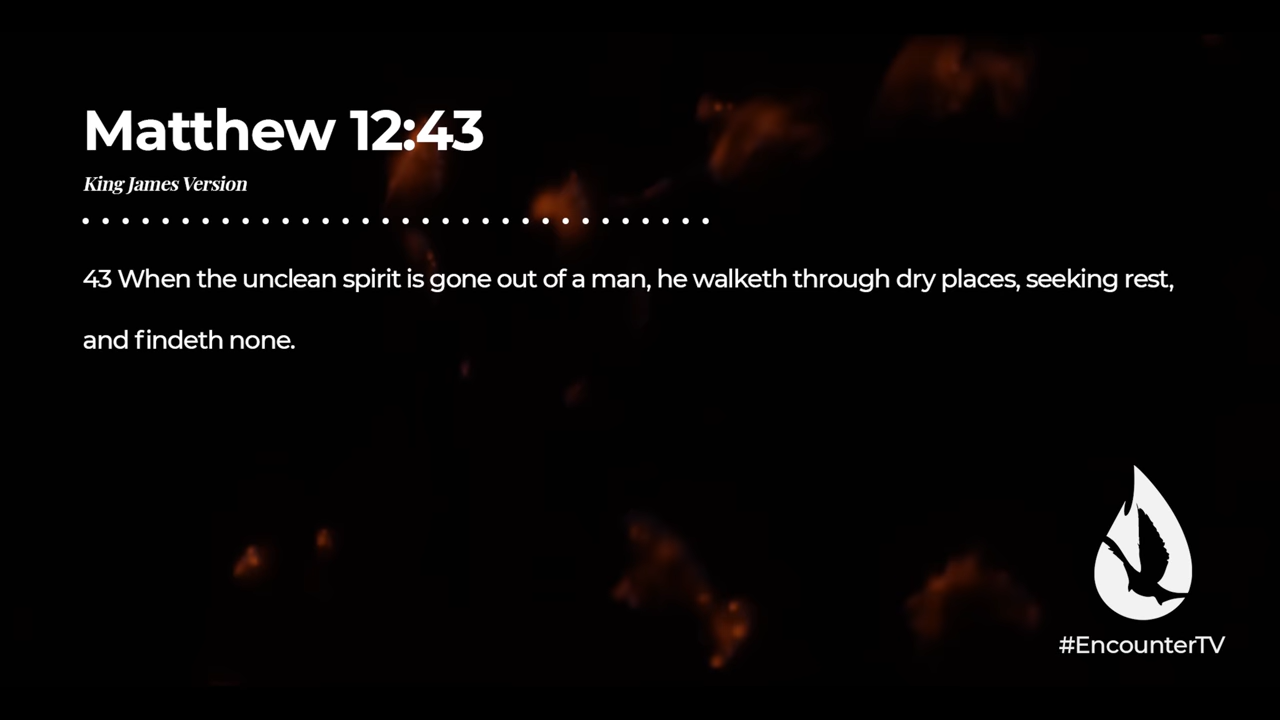 Matthew 12:43
King James Version
43 When the unclean spirit is gone out of a man, he walketh through dry places, seeking rest,
and findeth none.
#EncounterTV